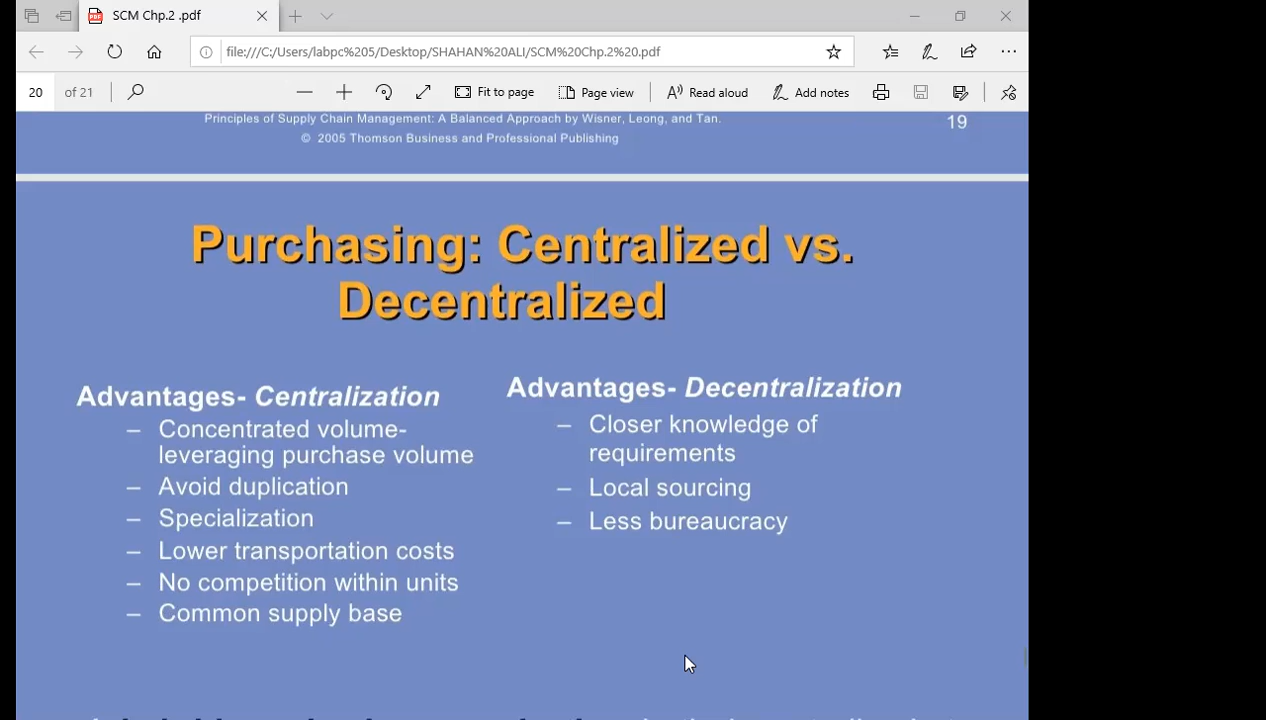 SCM Chp.2 .pdf
file:///C:/Users/labpc%205/Desktop/SHAHAN%20ALI/SCM%20Chp.2%20.pdf
20 of 21 Fit to page Page view Read aloud Add notes
Principles of Supply Chain Management: A Balanced Approach by Wisner, Leong, and Tan.
© 2005 Thomson Business and Professional Publishing
19
Purchasing: Centralized vs.
Decentralized
Advantages- Centralization
– Concentrated volume-
leveraging purchase volume
– Avoid duplication
– Specialization
– Lower transportation costs
– No competition within units
– Common supply base
Advantages- Decentralization
– Closer knowledge of
requirements
– Local sourcing
– Less bureaucracy